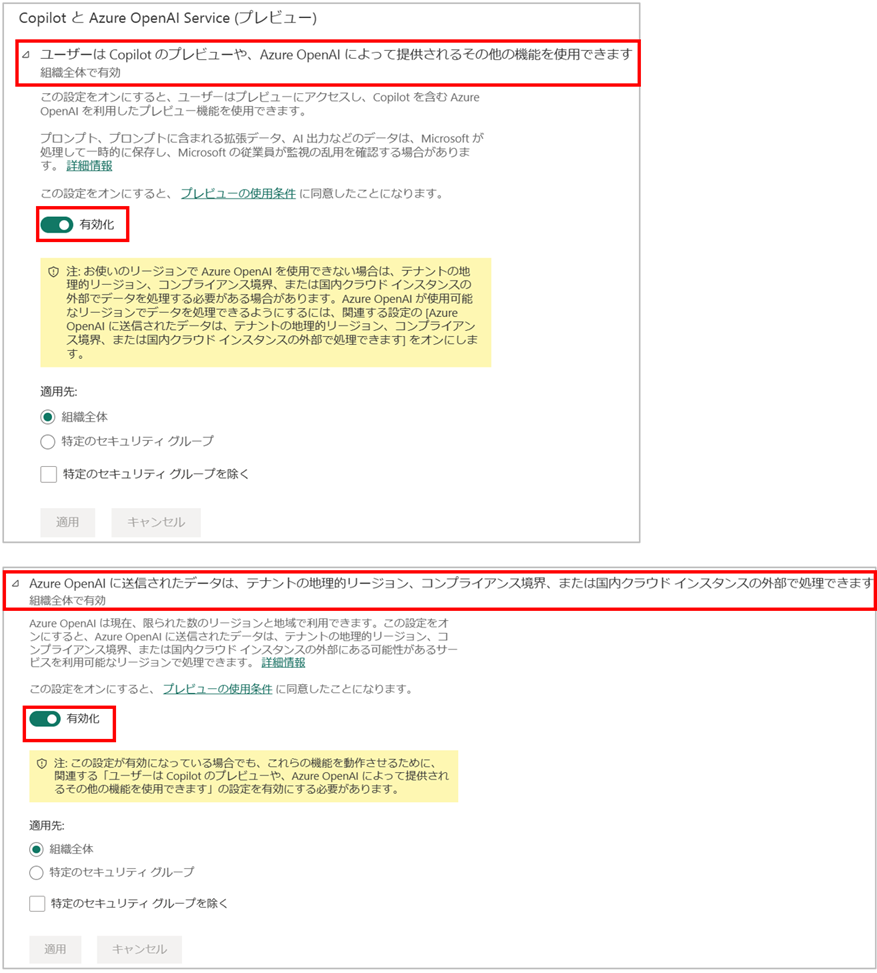 Copilot と Azure OpenAI Service (プレビュー)
ユーザーは Copilot のプレビューや、Azure OpenAI によって提供されるその他の機能を使用できます
組織全体で有効
この設定をオンにすると、ユーザーはプレビューにアクセスし、Copilot を含む Azure
OpenAI を利用したプレビュー機能を使用できます。
プロンプト、プロンプトに含まれる拡張データ、AI 出力などのデータは、Microsoft が
処理して一時的に保存し、Microsoft の従業員が監視の乱用を確認する場合がありま
す。 詳細情報
この設定をオンにすると、 プレビューの使用条件 に同意したことになります。
有効化
注: お使いのリージョンで Azure OpenAI を使用できない場合は、テナントの地
理的リージョン、コンプライアンス境界、または国内クラウド インスタンスの
外部でデータを処理する必要がある場合があります。Azure OpenAI が使用可能
なリージョンでデータを処理できるようにするには、関連する設定の [Azure
OpenAI に送信されたデータは、テナントの地理的リージョン、コンプライアン
ス境界、または国内クラウド インスタンスの外部で処理できます] をオンにしま
す。
適用先:
組織全体
特定のセキュリティ グループ
特定のセキュリティ グループを除く
適用 キャンセル
Azure OpenAI に送信されたデータは、テナントの地理的リージョン、コンプライアンス境界、または国内クラウド インスタンスの外部で処理できます
組織全体で有効
Azure OpenAI は現在、限られた数のリージョンと地域で利用できます。この設定をオ
ンにすると、Azure OpenAI に送信されたデータは、テナントの地理的リージョン、コ
ンプライアンス境界、または国内クラウド インスタンスの外部にある可能性があるサー
ビスを利用可能なリージョンで処理できます。 詳細情報
この設定をオンにすると、 プレビューの使用条件 に同意したことになります。
有効化
注: この設定が有効になっている場合でも、これらの機能を動作させるために、
関連する「ユーザーは Copilot のプレビューや、Azure OpenAI によって提供され
るその他の機能を使用できます」の設定を有効にする必要があります。
適用先:
組織全体
特定のセキュリティ グループ
特定のセキュリティ グループを除く
適用 キャンセル